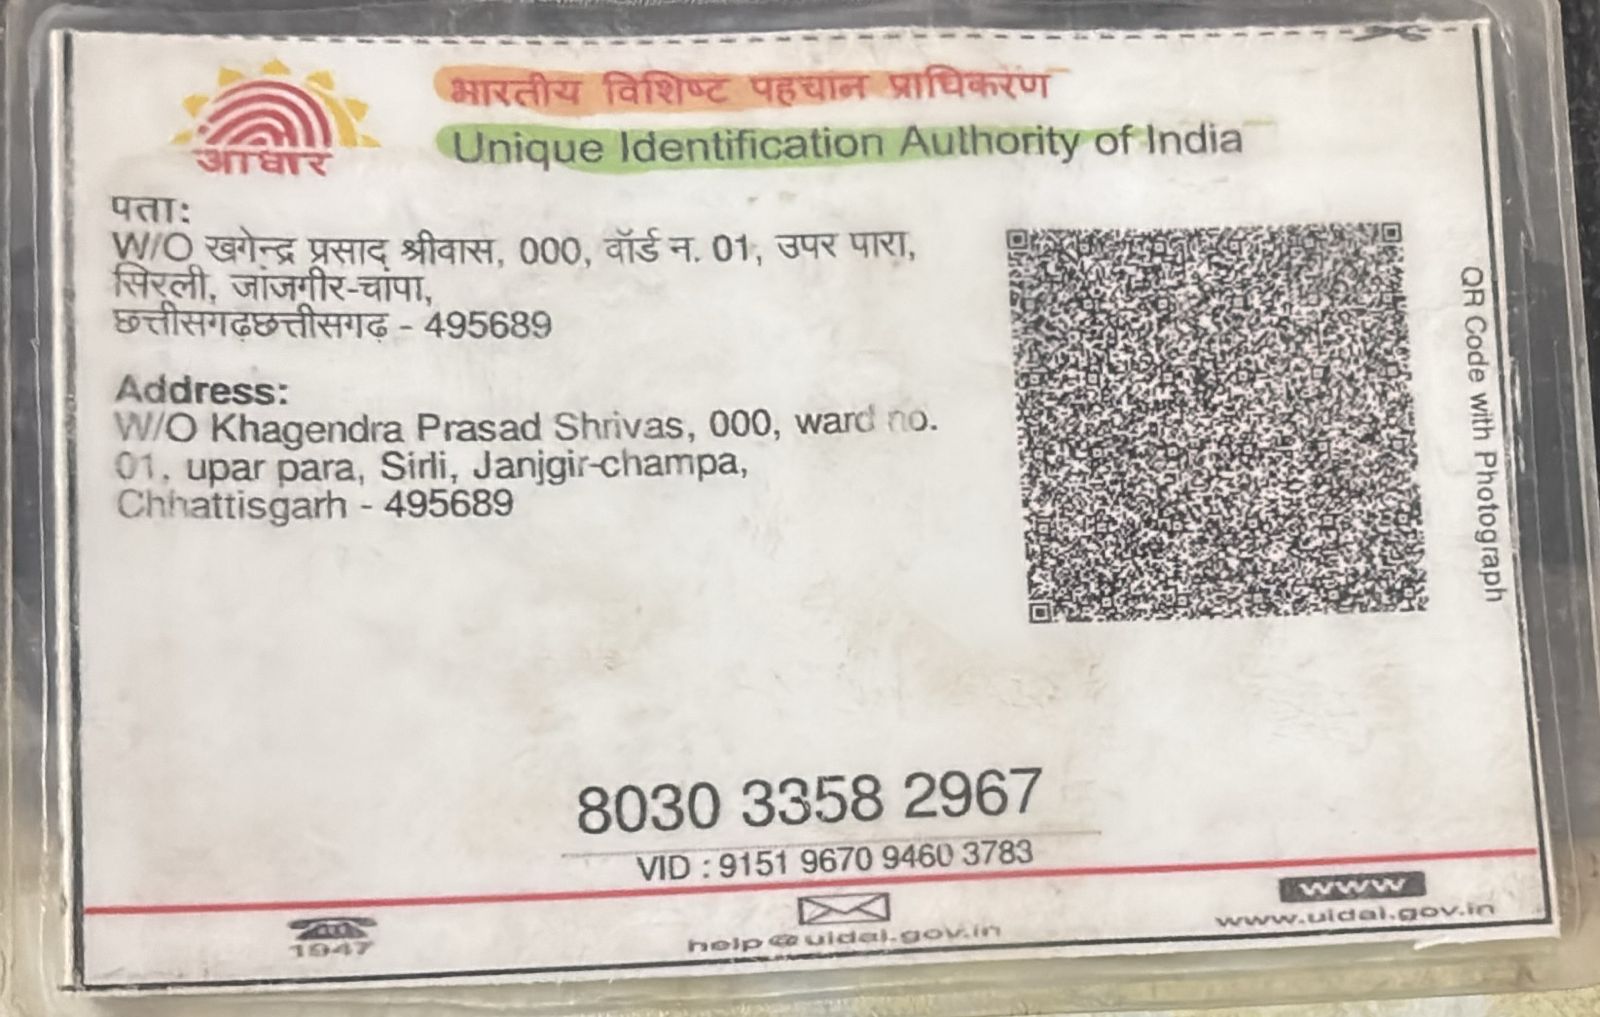 आधार
भारतीय विशिष्ट पहचान प्राधिकरण
Unique Identification Authority of India
पता:
W/O खगेन्द्र प्रसाद श्रीवास, 000, वॉर्ड न. 01, उपर पारा,
सिरली, जांजगीर-चांपा,
छत्तीसगढ़छत्तीसगढ़ - 495689
Address:
W/O Khagendra Prasad Shrivas, 000, ward no.
01, upar para, Sirli, Janjgir-champa,
Chhattisgarh - 495689
QR Code with Photograph
8030 3358 2967
VID : 9151 9670 9460 3783
1947
help@uidai.gov.in
www
www.uidai.gov.in